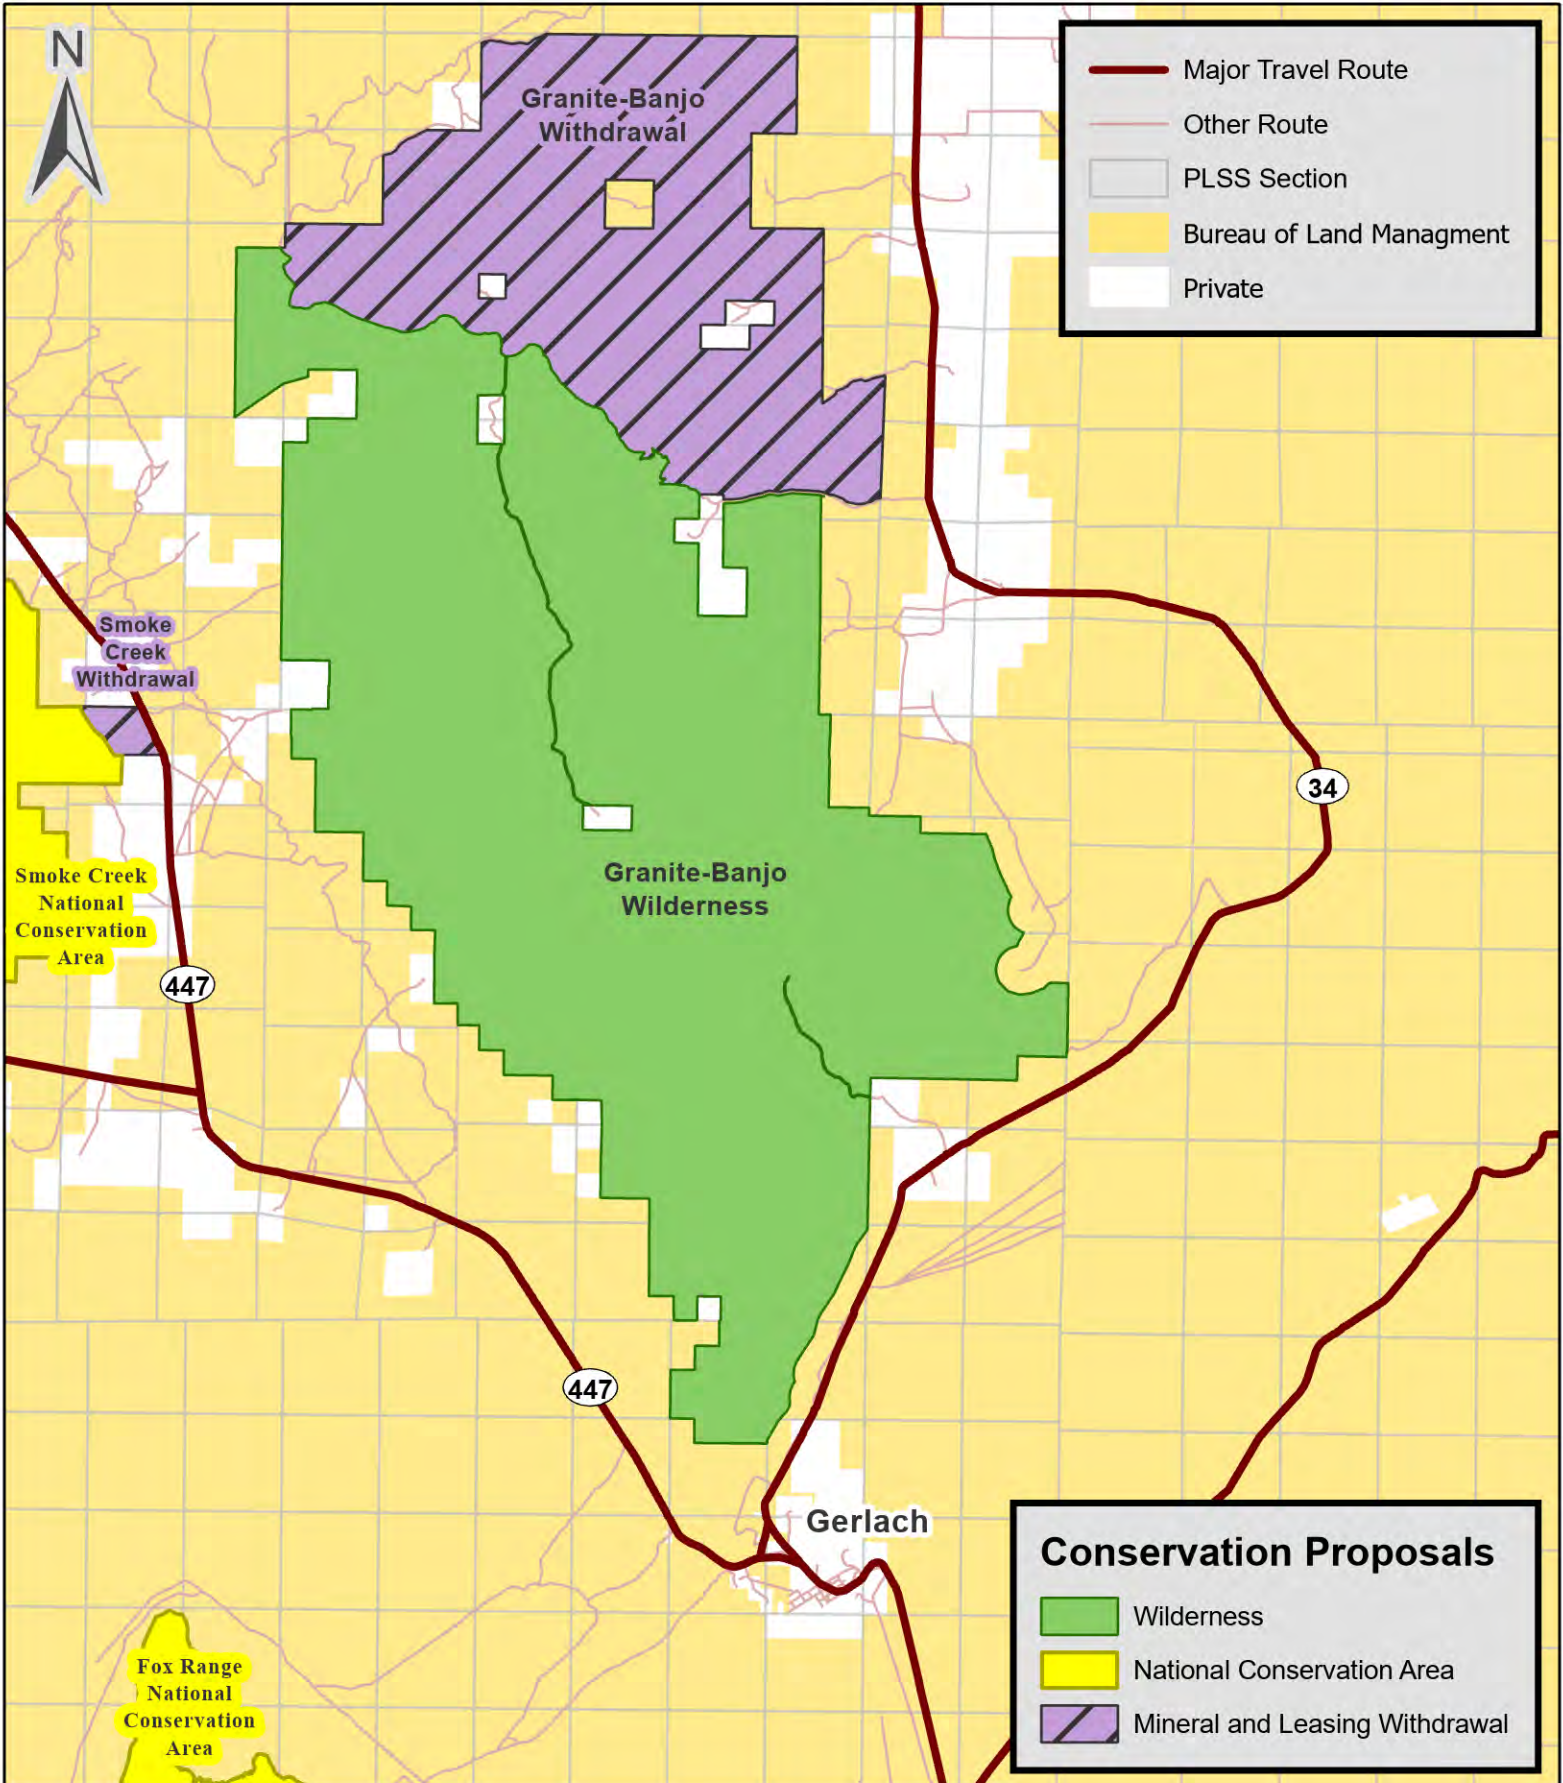 N
Granite-Banjo
Withdrawal
Major Travel Route
Other Route
PLSS Section
Bureau of Land Managment
Private
Smoke
Creek
Withdrawal
34
Smoke Creek
National
Conservation
Area
Granite-Banjo
Wilderness
447
447
Gerlach
Conservation Proposals
Wilderness
National Conservation Area
Mineral and Leasing Withdrawal
Fox Range
National
Conservation
Area